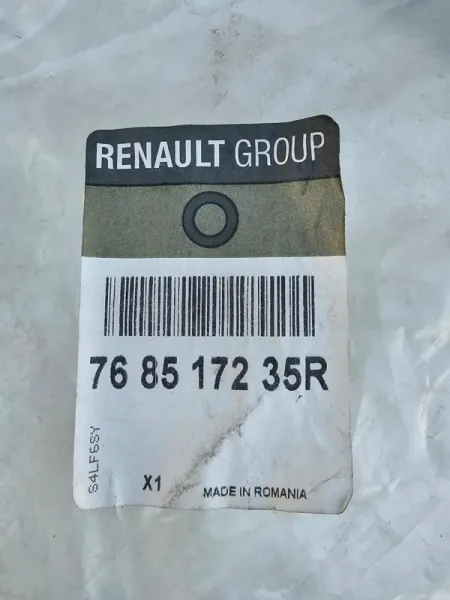 RENAULT GROUP
76 85 172 35R
S4LF6SY
X1
MADE IN ROMANIA